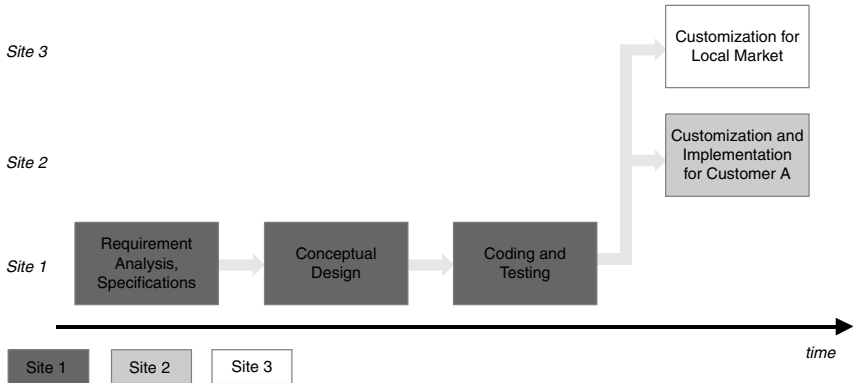 Site 3
Customization for
Local Market
Site 2
Customization and
Implementation
for Customer A
Site 1
Requirement
Analysis,
Specifications
Conceptual
Design
Coding and
Testing
time
Site 1
Site 2
Site 3